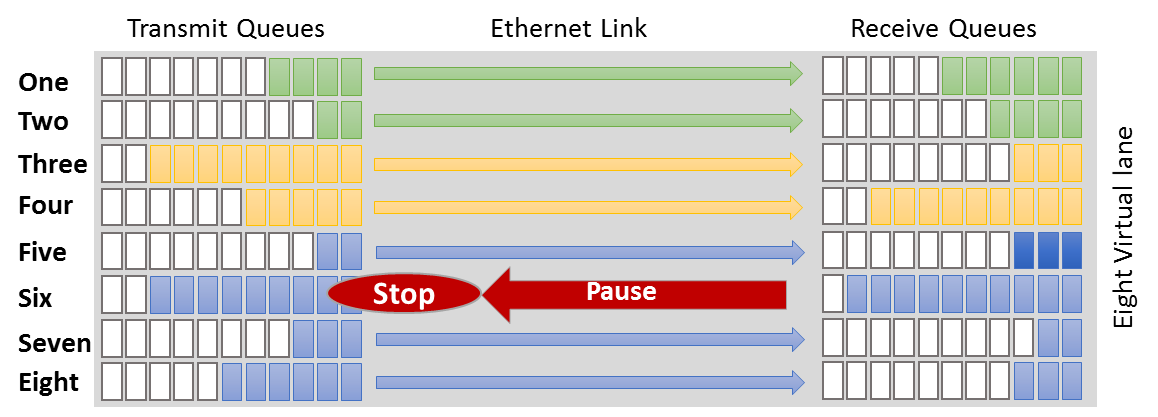 Transmit Queues
Ethernet Link
Receive Queues
One
Two
Three
Four
Five
Six
Stop
Pause
Seven
Eight
Eight Virtual lane